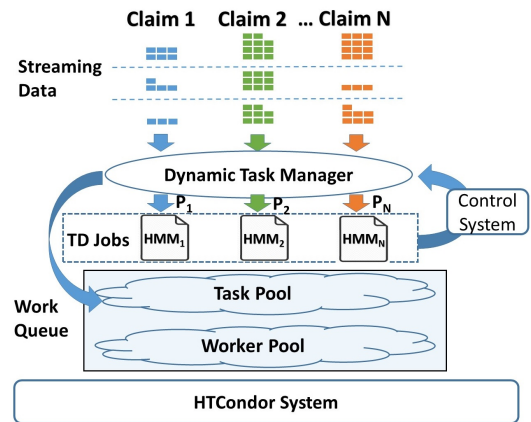 Claim 1 Claim 2 ... Claim N
Streaming
Data
Dynamic Task Manager
P1 P2 PN
Control
System
TD Jobs HMM1 HMM2 HMMN
Task Pool
Work
Queue
Worker Pool
HTCondor System